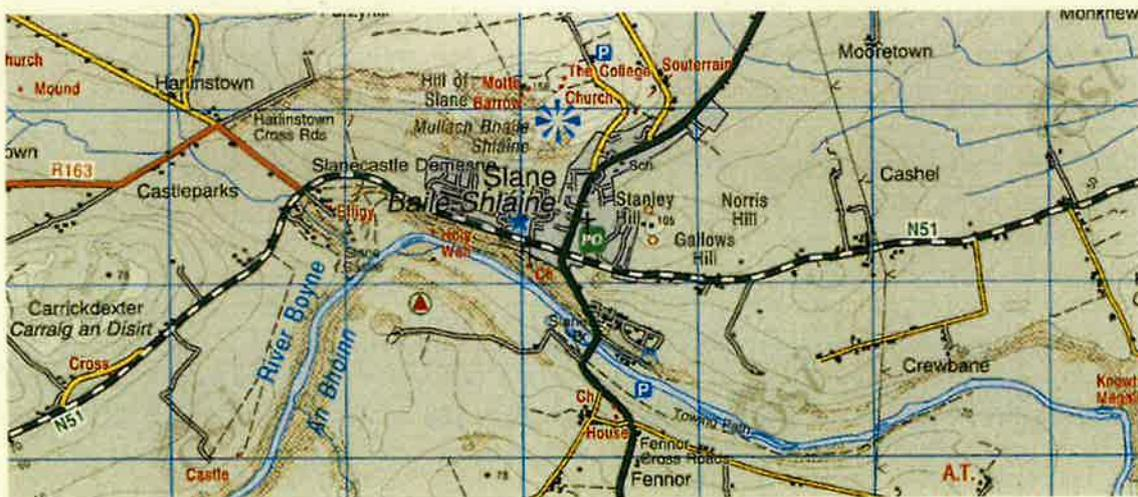 Church
Mound
Harlinstown
Harlinstown
Cross Rds
R163
Castleparks
Slanecastle Demesne
Hill of
Slane
Motte
Barrow
Mullach Bhaile
Shláine
P
The College
Church
Souterrain
Mooretown
Sch
Slane
Baile Shláine
Effigy
Holy
Well
Ch
PO
Stanley
Hill
105
Gallows
Hill
Norris
Hill
Cashel
N51
Carrickdexter
Carraig an Disirt
78
Cross
N51
Castle
River Boyne
An Bhóinn
P
Ch
House
Towing Path
Fennor
Cross Roads
Fennor
78
Crewbane
A.T.